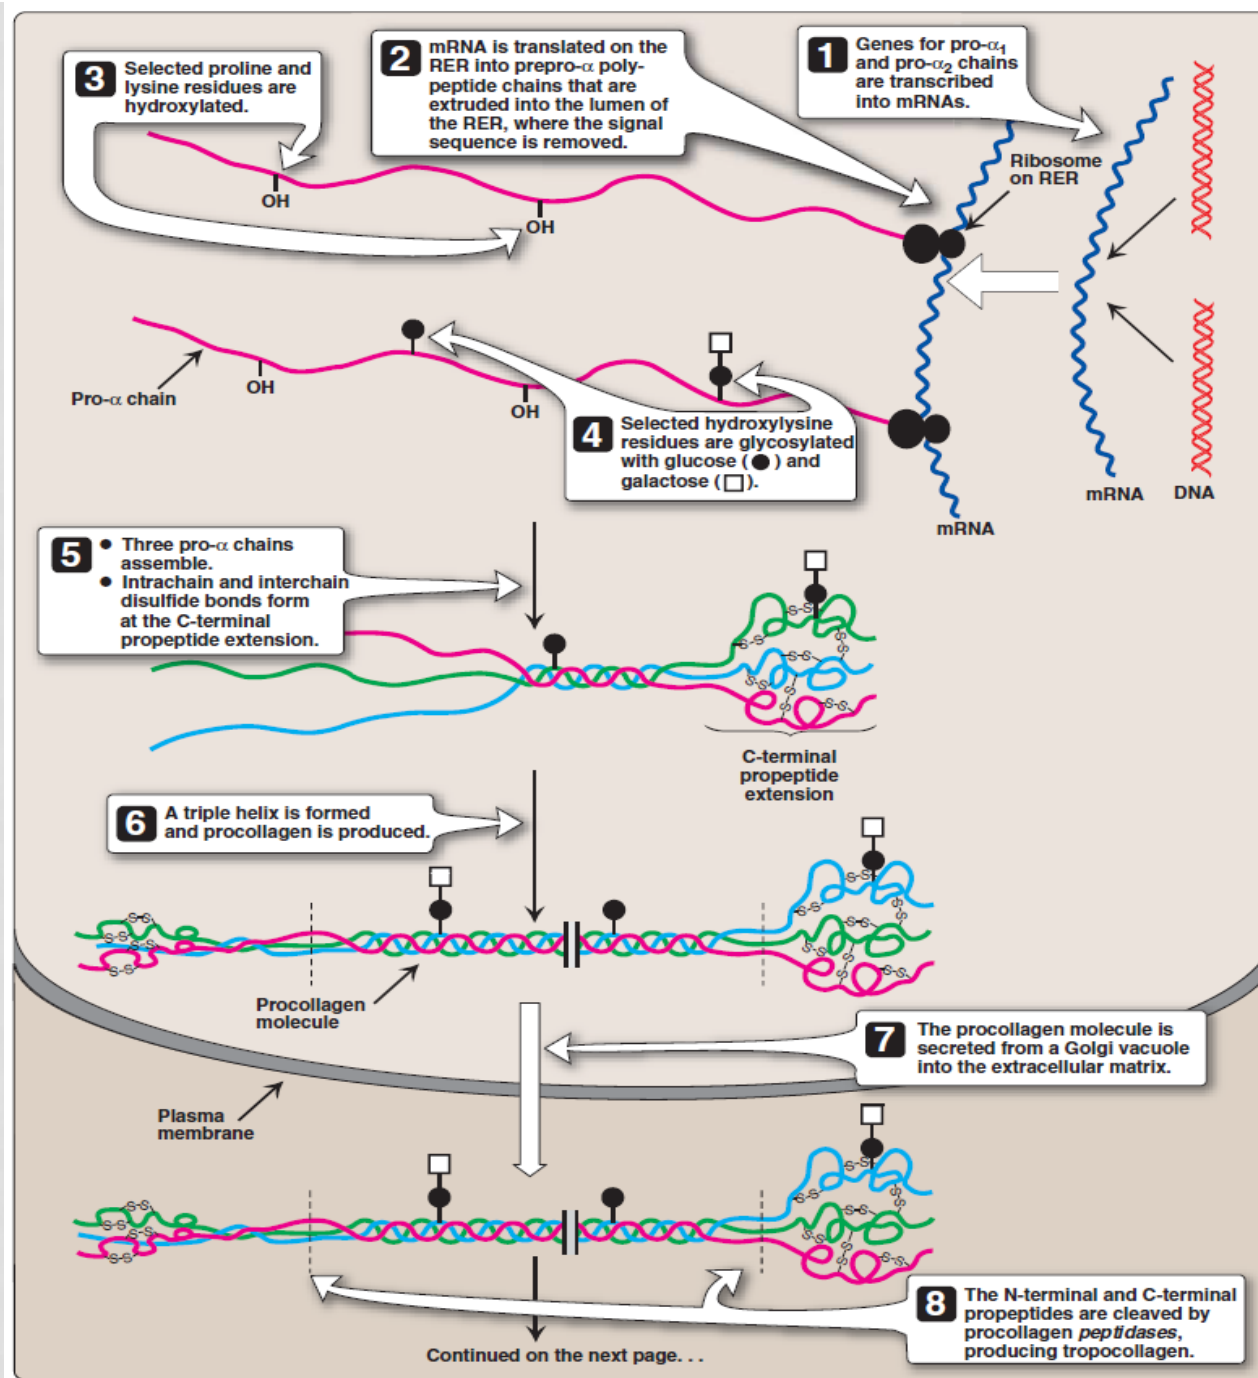 3 Selected proline and
lysine residues are
hydroxylated.
2 mRNA is translated on the
RER into prepro-α poly-
peptide chains that are
extruded into the lumen of
the RER, where the signal
sequence is removed.
1 Genes for pro-α1
and pro-α2 chains
are transcribed
into mRNAs.
Ribosome
on RER
OH
OH
Pro-α chain
OH
OH
4 Selected hydroxylysine
residues are glycosylated
with glucose ( ● ) and
galactose ( □ ).
mRNA
DNA
mRNA
5 ● Three pro-α chains
assemble.
● Intrachain and interchain
disulfide bonds form
at the C-terminal
propeptide extension.
-S-S-
-S-S-
-S-S-
-S-S-
-S-S-
-S-S-
-S-S-
C-terminal
propeptide
extension
6 A triple helix is formed
and procollagen is produced.
-S-S-
-S-S-
-S-S-
-S-S-
-S-S-
-S-S-
-S-S-
-S-S-
-S-S-
-S-S-
-S-S-
Procollagen
molecule
7 The procollagen molecule is
secreted from a Golgi vacuole
into the extracellular matrix.
Plasma
membrane
-S-S-
-S-S-
-S-S-
-S-S-
-S-S-
-S-S-
-S-S-
-S-S-
-S-S-
-S-S-
-S-S-
8 The N-terminal and C-terminal
propeptides are cleaved by
procollagen peptidases,
producing tropocollagen.
Continued on the next page. . .